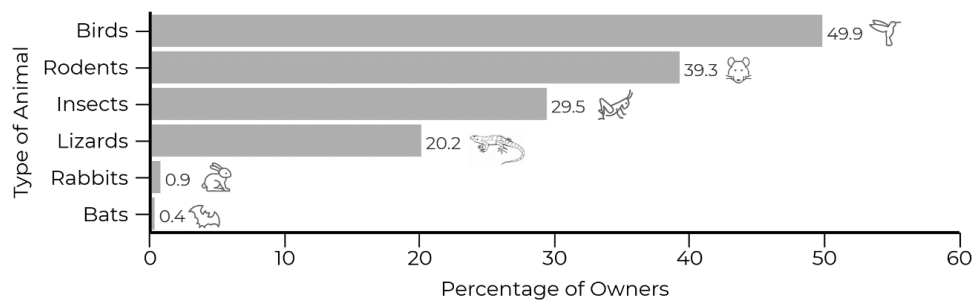 Type of Animal
Birds
49.9
Rodents
39.3
Insects
29.5
Lizards
20.2
Rabbits
0.9
Bats
0.4
0 10 20 30 40 50 60
Percentage of Owners